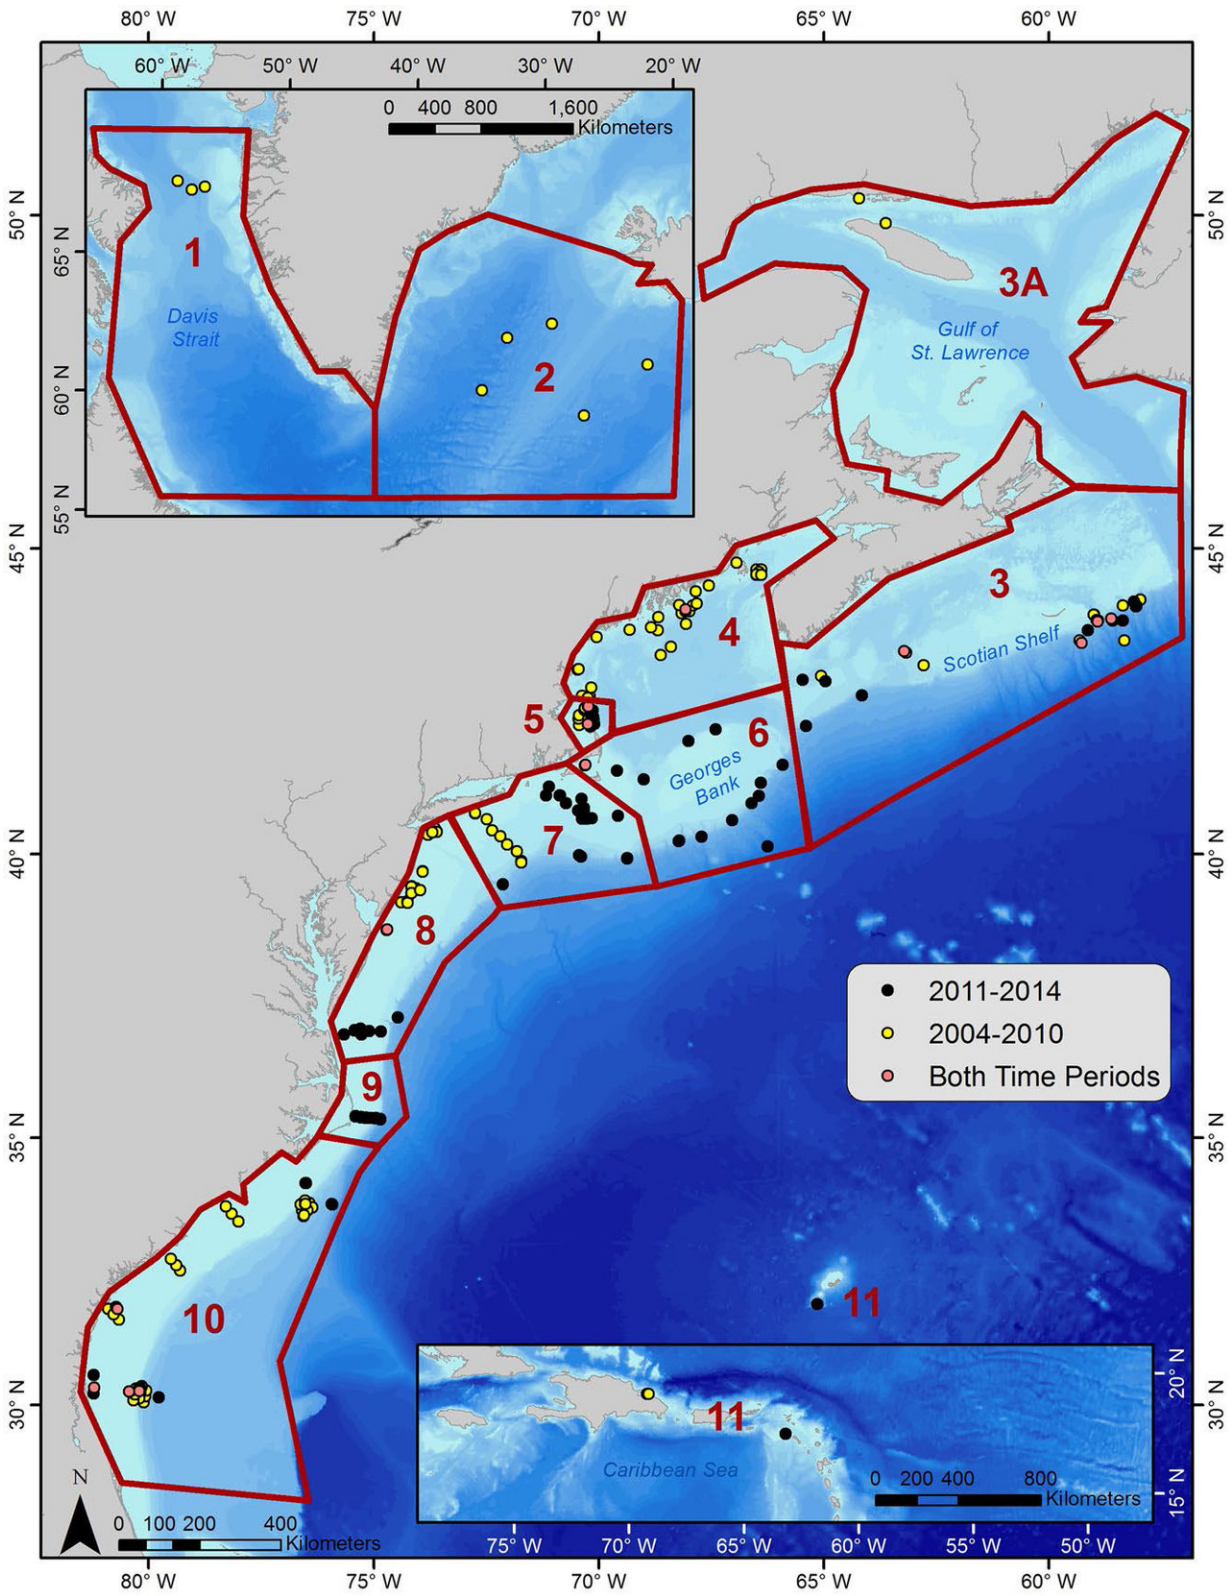 80° W 75° W 70° W 65° W 60° W
60° W 50° W 40° W 30° W 20° W
0 400 800 1,600
Kilometers
50° N
65° N
60° N
55° N
1
Davis
Strait
2
50° N
3A
Gulf of
St. Lawrence
45° N
45° N
3
Scotian Shelf
4
5
6
Georges
Bank
7
40° N
40° N
8
2011-2014
2004-2010
Both Time Periods
9
35° N
35° N
10
11
30° N
30° N
20° N
15° N
11
Caribbean Sea
0 200 400 800
Kilometers
75° W 70° W 65° W 60° W 55° W 50° W
N
0 100 200 400
Kilometers
80° W 75° W 70° W 65° W 60° W